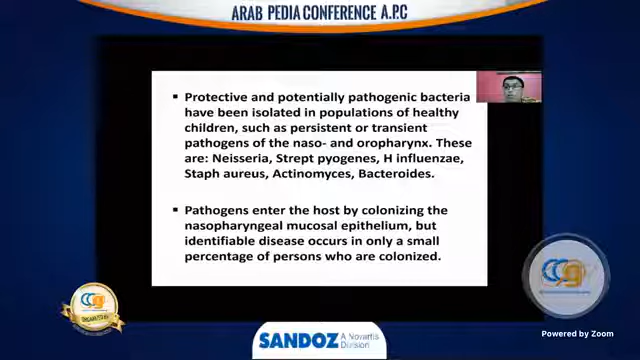 ARAB PEDIA CONFERENCE A.P.C
▪ Protective and potentially pathogenic bacteria
have been isolated in populations of healthy
children, such as persistent or transient
pathogens of the naso- and oropharynx. These
are: Neisseria, Strept pyogenes, H influenzae,
Staph aureus, Actinomyces, Bacteroides.
▪ Pathogens enter the host by colonizing the
nasopharyngeal mucosal epithelium, but
identifiable disease occurs in only a small
percentage of persons who are colonized.
SANDOZ A Novartis
Division
Powered by Zoom